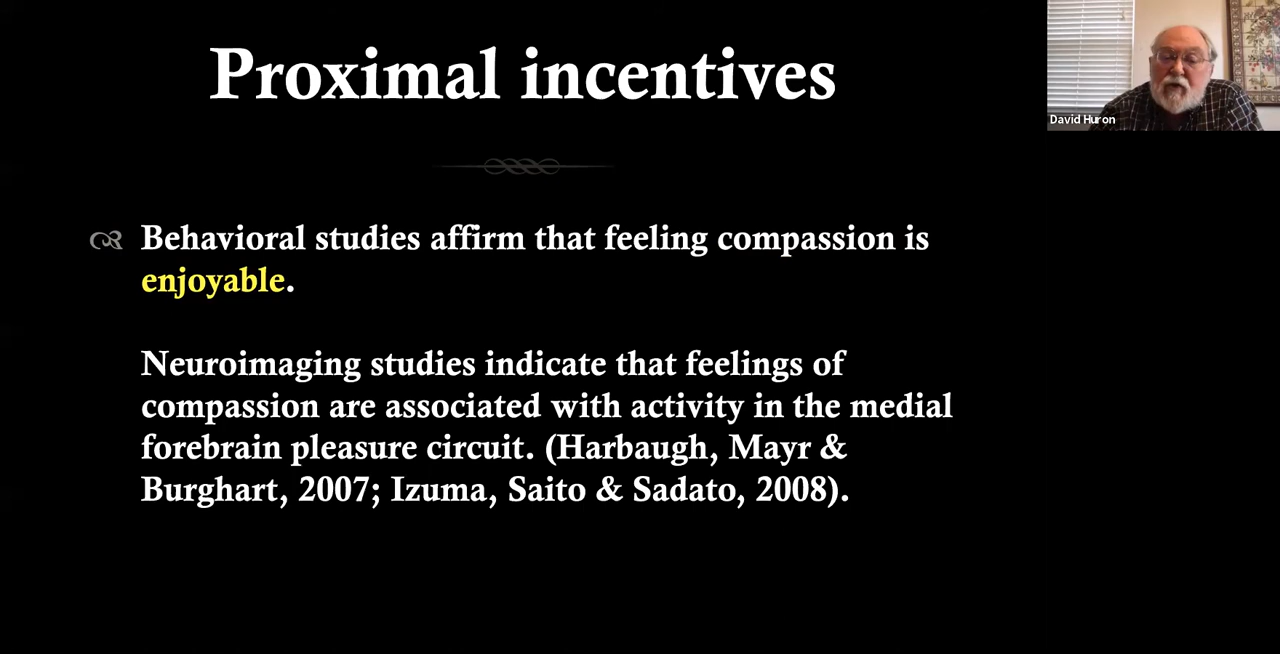 Proximal incentives
David Huron
Behavioral studies affirm that feeling compassion is
enjoyable.
Neuroimaging studies indicate that feelings of
compassion are associated with activity in the medial
forebrain pleasure circuit. (Harbaugh, Mayr &
Burghart, 2007; Izuma, Saito & Sadato, 2008).